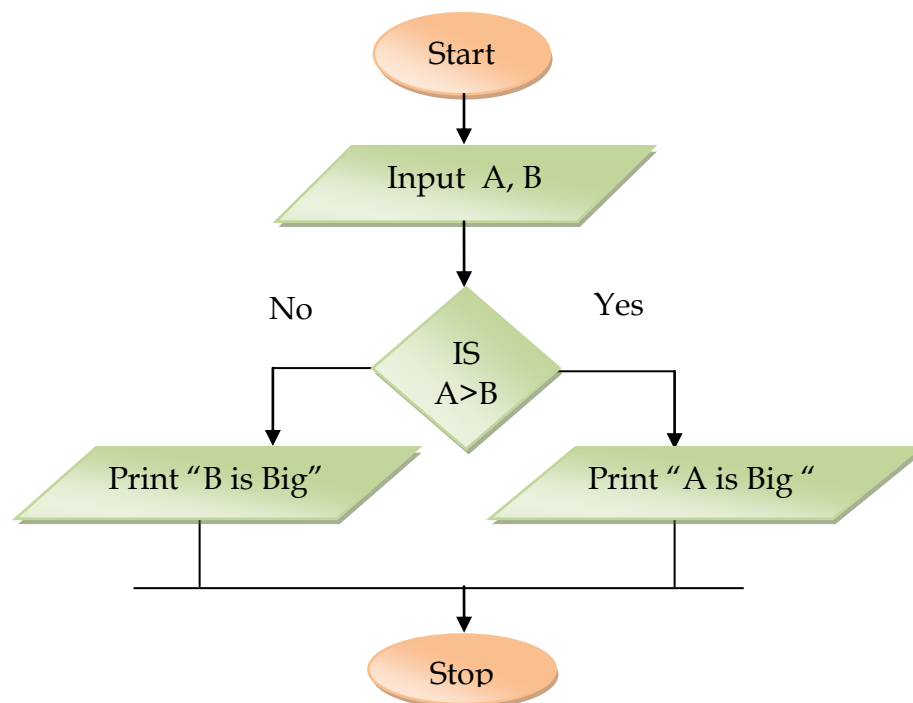 Start
Input A, B
No
Yes
IS
A>B
Print “B is Big”
Print “A is Big “
Stop